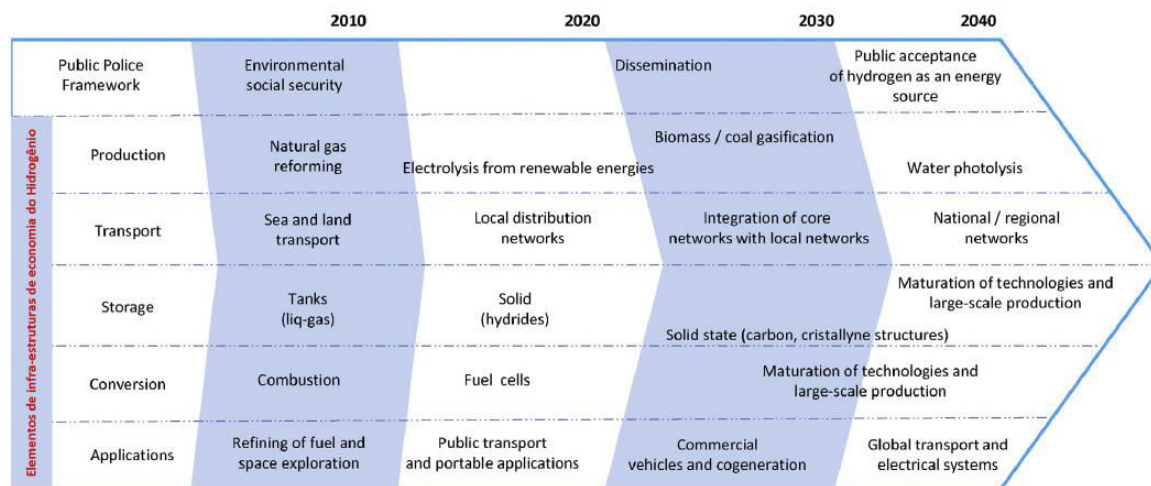 2010 2020 2030 2040
Public Police
Framework
Environmental
social security
Dissemination
Public acceptance
of hydrogen as an energy
source
Elementos de infra-estruturas de economia do Hidrogênio
Production
Natural gas
reforming
Electrolysis from renewable energies
Biomass / coal gasification
Water photolysis
Transport
Sea and land
transport
Local distribution
networks
Integration of core
networks with local networks
National / regional
networks
Storage
Tanks
(liq-gas)
Solid
(hydrides)
Solid state (carbon, cristallyne structures)
Maturation of technologies and
large-scale production
Conversion
Combustion
Fuel cells
Maturation of technologies and
large-scale production
Applications
Refining of fuel and
space exploration
Public transport
and portable applications
Commercial
vehicles and cogeneration
Global transport and
electrical systems